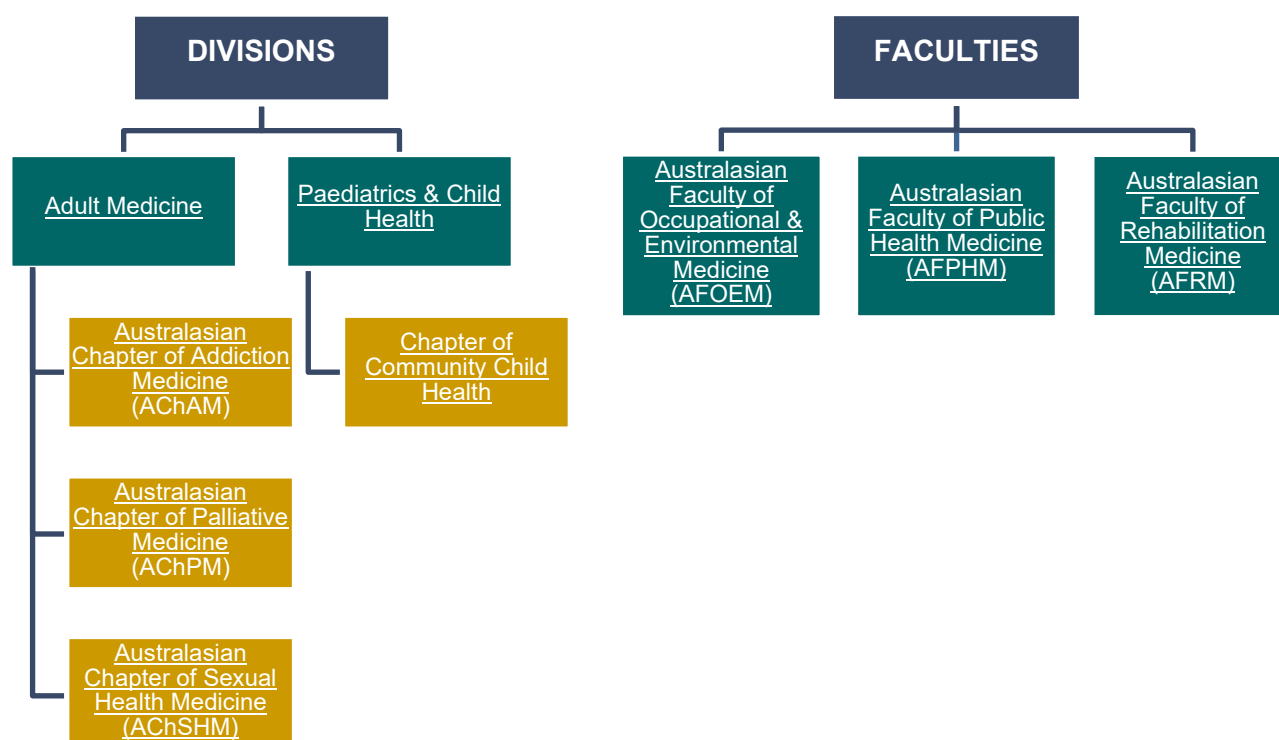 DIVISIONS
Adult Medicine
Paediatrics & Child
Health
Australasian
Chapter of Addiction
Medicine
(AChAM)
Australasian
Chapter of Palliative
Medicine
(AChPM)
Australasian
Chapter of Sexual
Health Medicine
(AChSHM)
Chapter of
Community Child
Health
FACULTIES
Australasian
Faculty of
Occupational &
Environmental
Medicine
(AFOEM)
Australasian
Faculty of Public
Health Medicine
(AFPHM)
Australasian
Faculty of
Rehabilitation
Medicine
(AFRM)